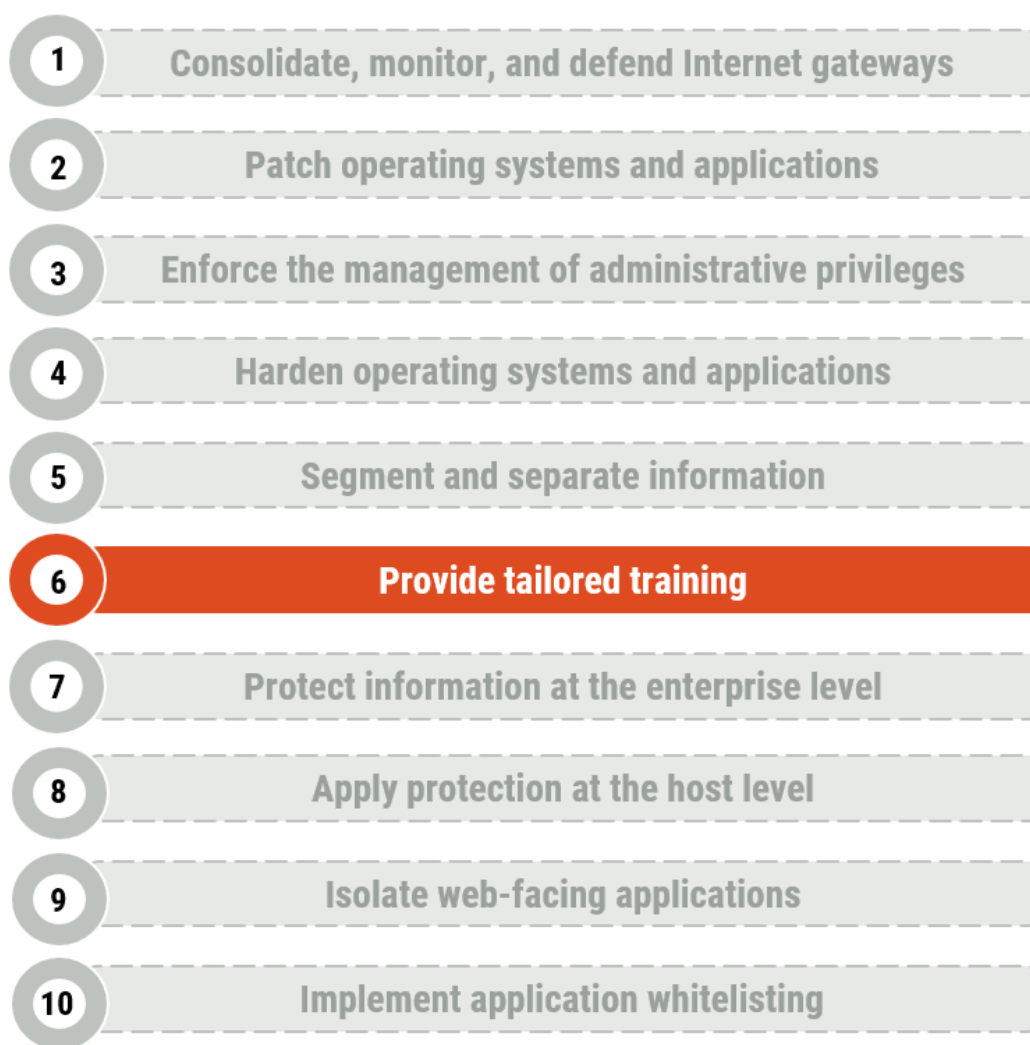 1 Consolidate, monitor, and defend Internet gateways
2 Patch operating systems and applications
3 Enforce the management of administrative privileges
4 Harden operating systems and applications
5 Segment and separate information
6 Provide tailored training
7 Protect information at the enterprise level
8 Apply protection at the host level
9 Isolate web-facing applications
10 Implement application whitelisting